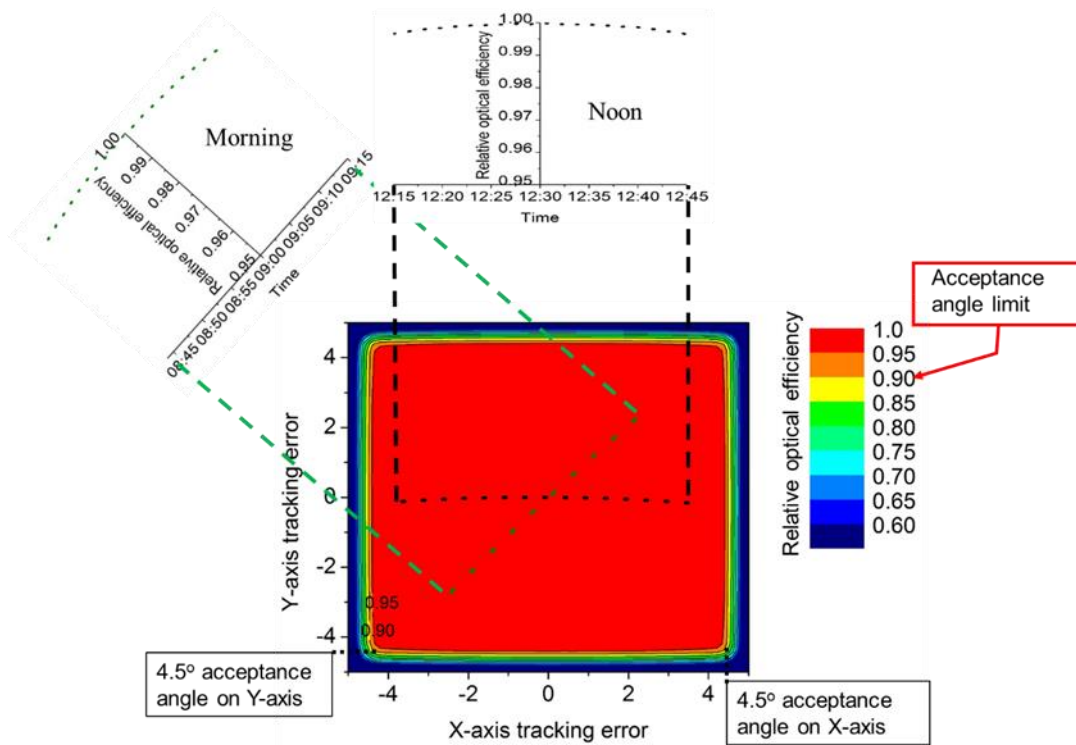 1.00
0.99
0.98
0.97
0.96
0.95
Relative optical efficiency
Morning
08:45 08:50 08:55 09:00 09:05 09:10 09:15
Time
1.00
0.99
0.98
0.97
0.96
0.95
Relative optical efficiency
Noon
12:15 12:20 12:25 12:30 12:35 12:40 12:45
Time
Acceptance
angle limit
Relative optical efficiency
1.0
0.95
0.90
0.85
0.80
0.75
0.70
0.65
0.60
Y-axis tracking error
4
2
0
-2
-4
0.95
0.90
-4 -2 0 2 4
X-axis tracking error
4.5º acceptance
angle on Y-axis
4.5º acceptance
angle on X-axis